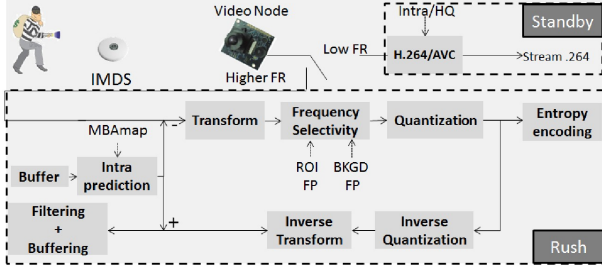 Video Node
Intra/HQ
Standby
Low FR
H.264/AVC
Stream .264
IMDS
Higher FR
MBAmap
-
Transform
Frequency
Selectivity
Quantization
Entropy
encoding
Buffer
Intra
prediction
ROI
FP
BKGD
FP
Filtering
+
Buffering
+
Inverse
Transform
Inverse
Quantization
Rush